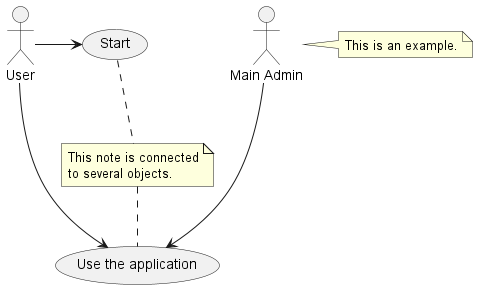 Start
This is an example.
User
Main Admin
This note is connected
to several objects.
Use the application